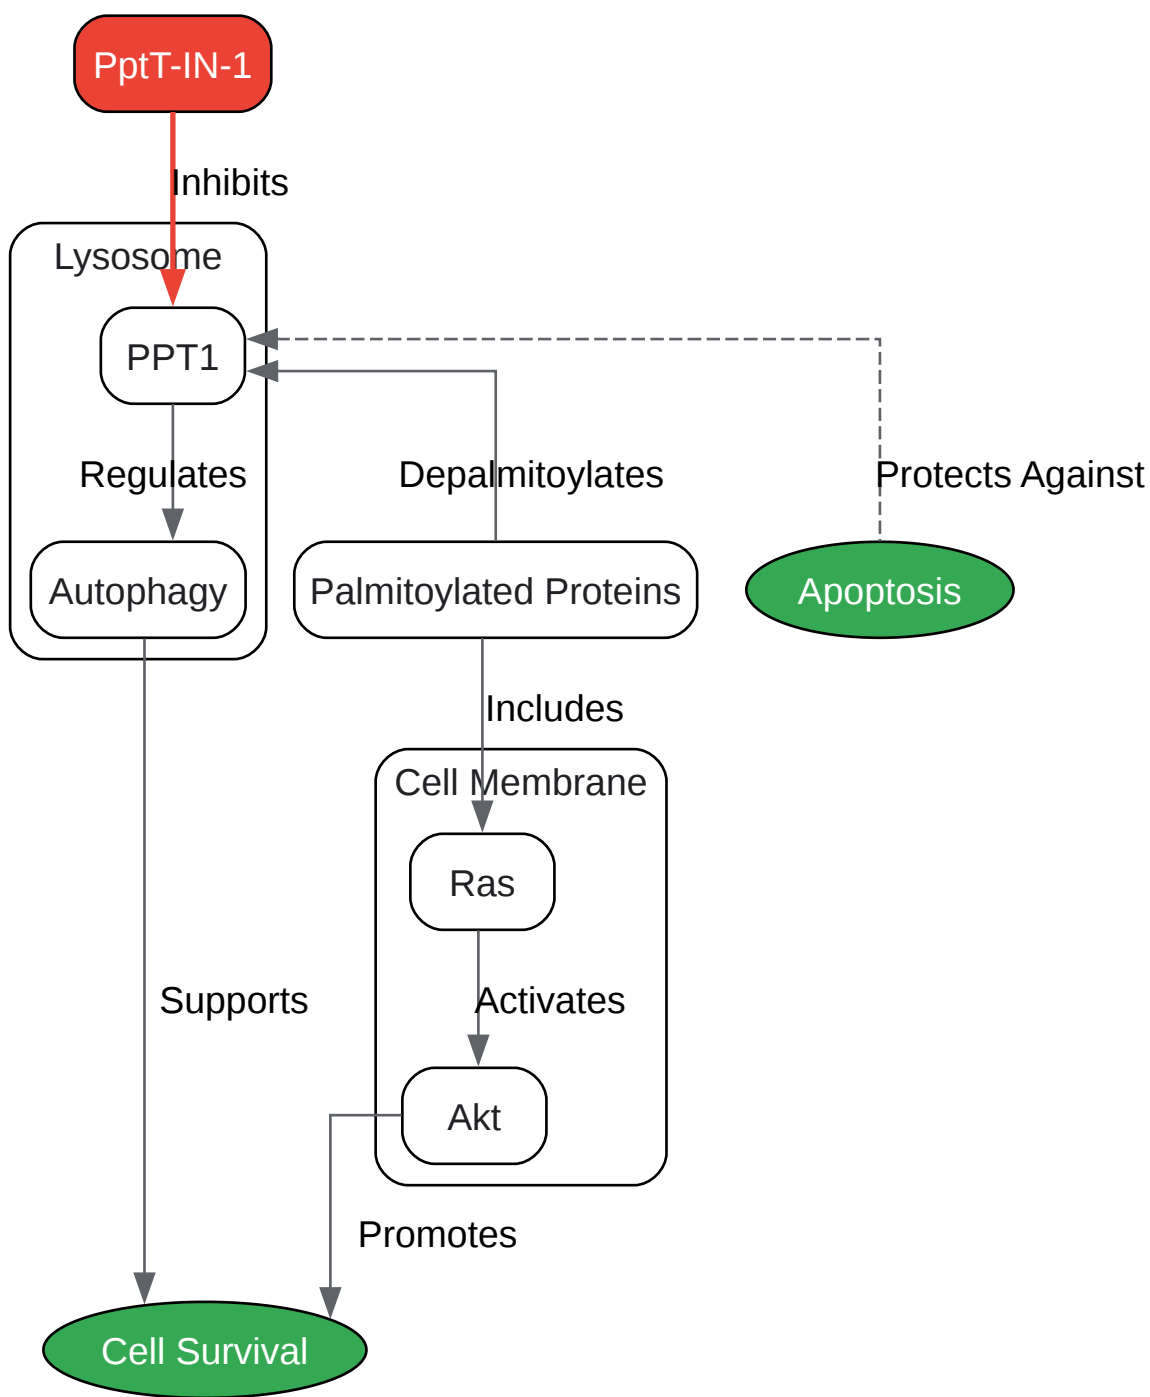 PptT-IN-1
Inhibits
Lysosome
PPT1
Regulates
Depalmitoylates
Protects Against
Autophagy
Palmitoylated Proteins
Apoptosis
Includes
Cell Membrane
Ras
Supports
Activates
Akt
Promotes
Cell Survival